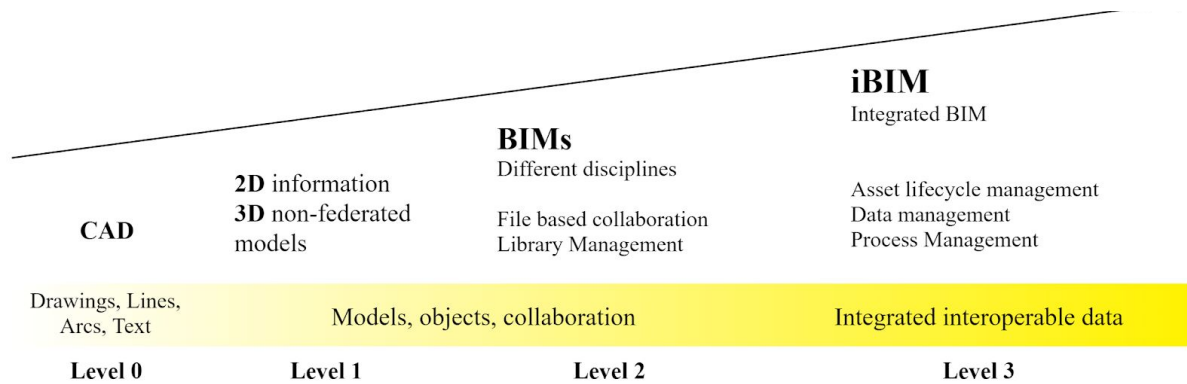 iBIM
Integrated BIM
Asset lifecycle management
Data management
Process Management
BIMs
Different disciplines
File based collaboration
Library Management
2D information
3D non-federated
models
CAD
Drawings, Lines,
Arcs, Text
Models, objects, collaboration
Integrated interoperable data
Level 0
Level 1
Level 2
Level 3